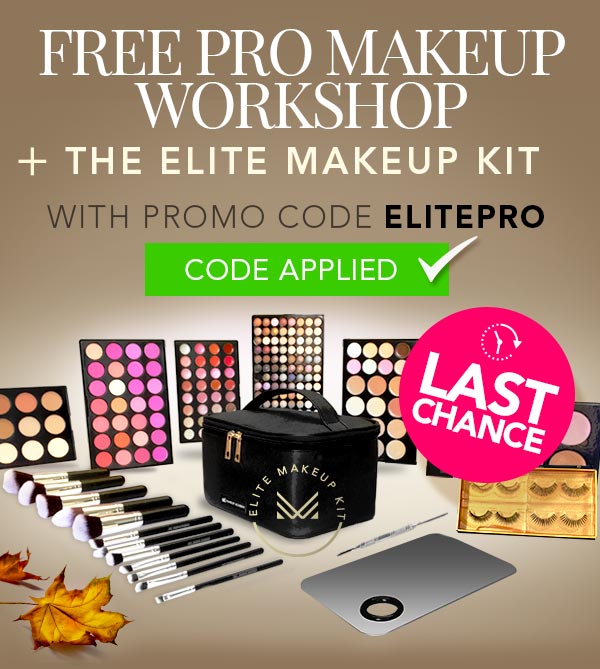 FREE PRO MAKEUP
WORKSHOP
+ THE ELITE MAKEUP KIT
WITH PROMO CODE ELITEPRO
CODE APPLIED
LAST
CHANCE
ELITE MAKEUP KIT